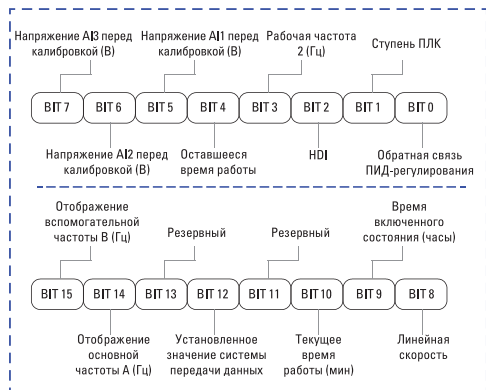 Напряжение AI3 перед
калибровкой (В)
Напряжение AI1 перед
калибровкой (В)
Рабочая частота
2 (Гц)
Ступень ПЛК
BIT 7
BIT 6
BIT 5
BIT 4
BIT 3
BIT 2
BIT 1
BIT 0
Напряжение AI2 перед
калибровкой (В)
Оставшееся
время работы
HDI
Обратная связь
ПИД-регулирования
Отображение
вспомогательной
частоты B (Гц)
Резервный
Резервный
Время
включенного
состояния (часы)
BIT 15
BIT 14
BIT 13
BIT 12
BIT 11
BIT 10
BIT 9
BIT 8
Отображение
основной
частоты A (Гц)
Установленное
значение системы
передачи данных
Текущее
время
работы (мин)
Линейная
скорость